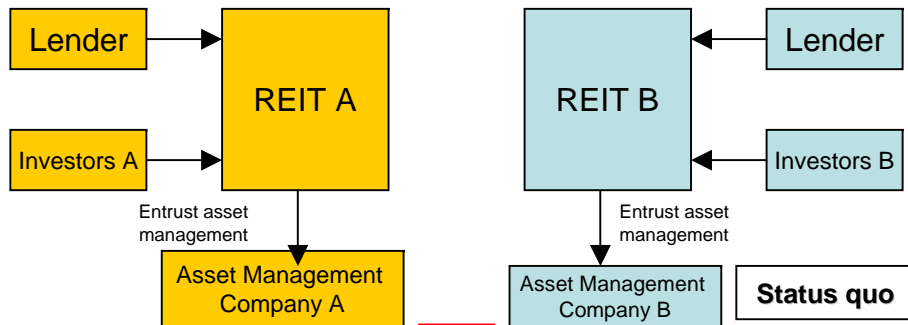 Lender
REIT A
Investors A
Entrust asset
management
Asset Management
Company A
REIT B
Lender
Investors B
Entrust asset
management
Asset Management
Company B
Status quo